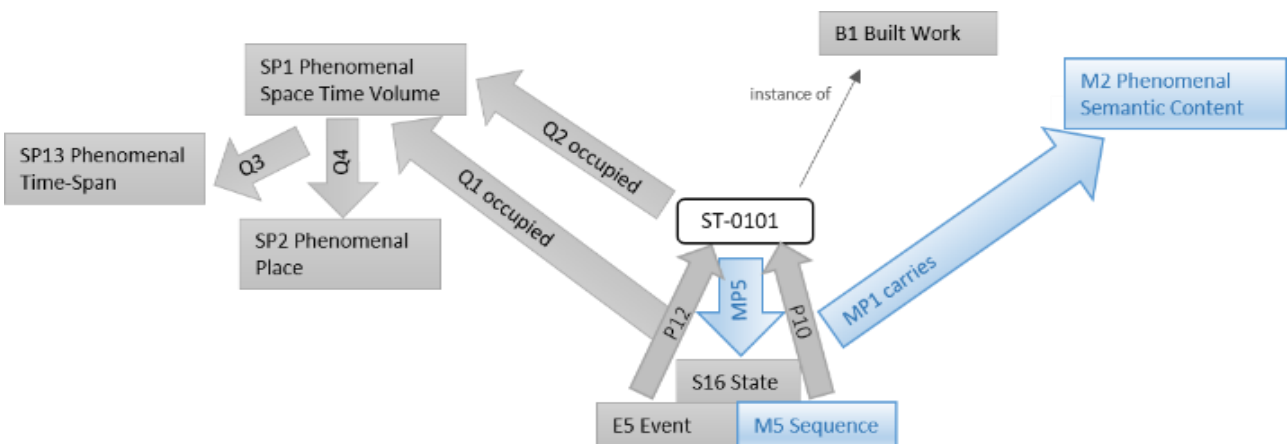 B1 Built Work
SP1 Phenomenal
Space Time Volume
M2 Phenomenal
Semantic Content
instance of
Q2 occupied
SP13 Phenomenal
Time-Span
Q3
Q4
Q1 occupied
ST-0101
SP2 Phenomenal
Place
MP1 carries
MP5
P12
P10
S16 State
E5 Event
M5 Sequence